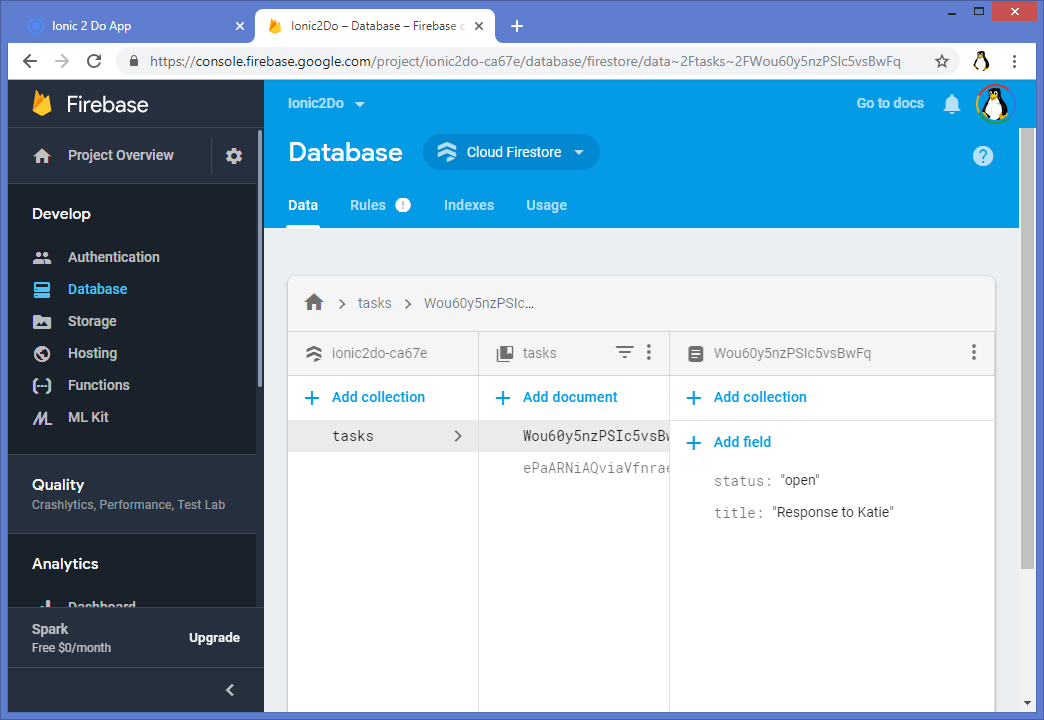 Ionic 2 Do App
Ionic2Do – Database – Firebase c
https://console.firebase.google.com/project/ionic2do-ca67e/database/firestore/data~2Ftasks~2FWou60y5nzPSIc5vsBwFq
Firebase
Project Overview
Develop
Authentication
Database
Storage
Hosting
Functions
ML Kit
Quality
Crashlytics, Performance, Test Lab
Analytics
Dashboard
Spark
Free $0/month
Upgrade
Ionic2Do
Go to docs
Database
Cloud Firestore
Data
Rules
Indexes
Usage
tasks
Wou60y5nzPSIc...
ionic2do-ca67e
Add collection
tasks
tasks
Add document
Wou60y5nzPSIc5vsBw
ePaARNiAQviaVfnrae
Wou60y5nzPSIc5vsBwFq
Add collection
Add field
status: "open"
title: "Response to Katie"